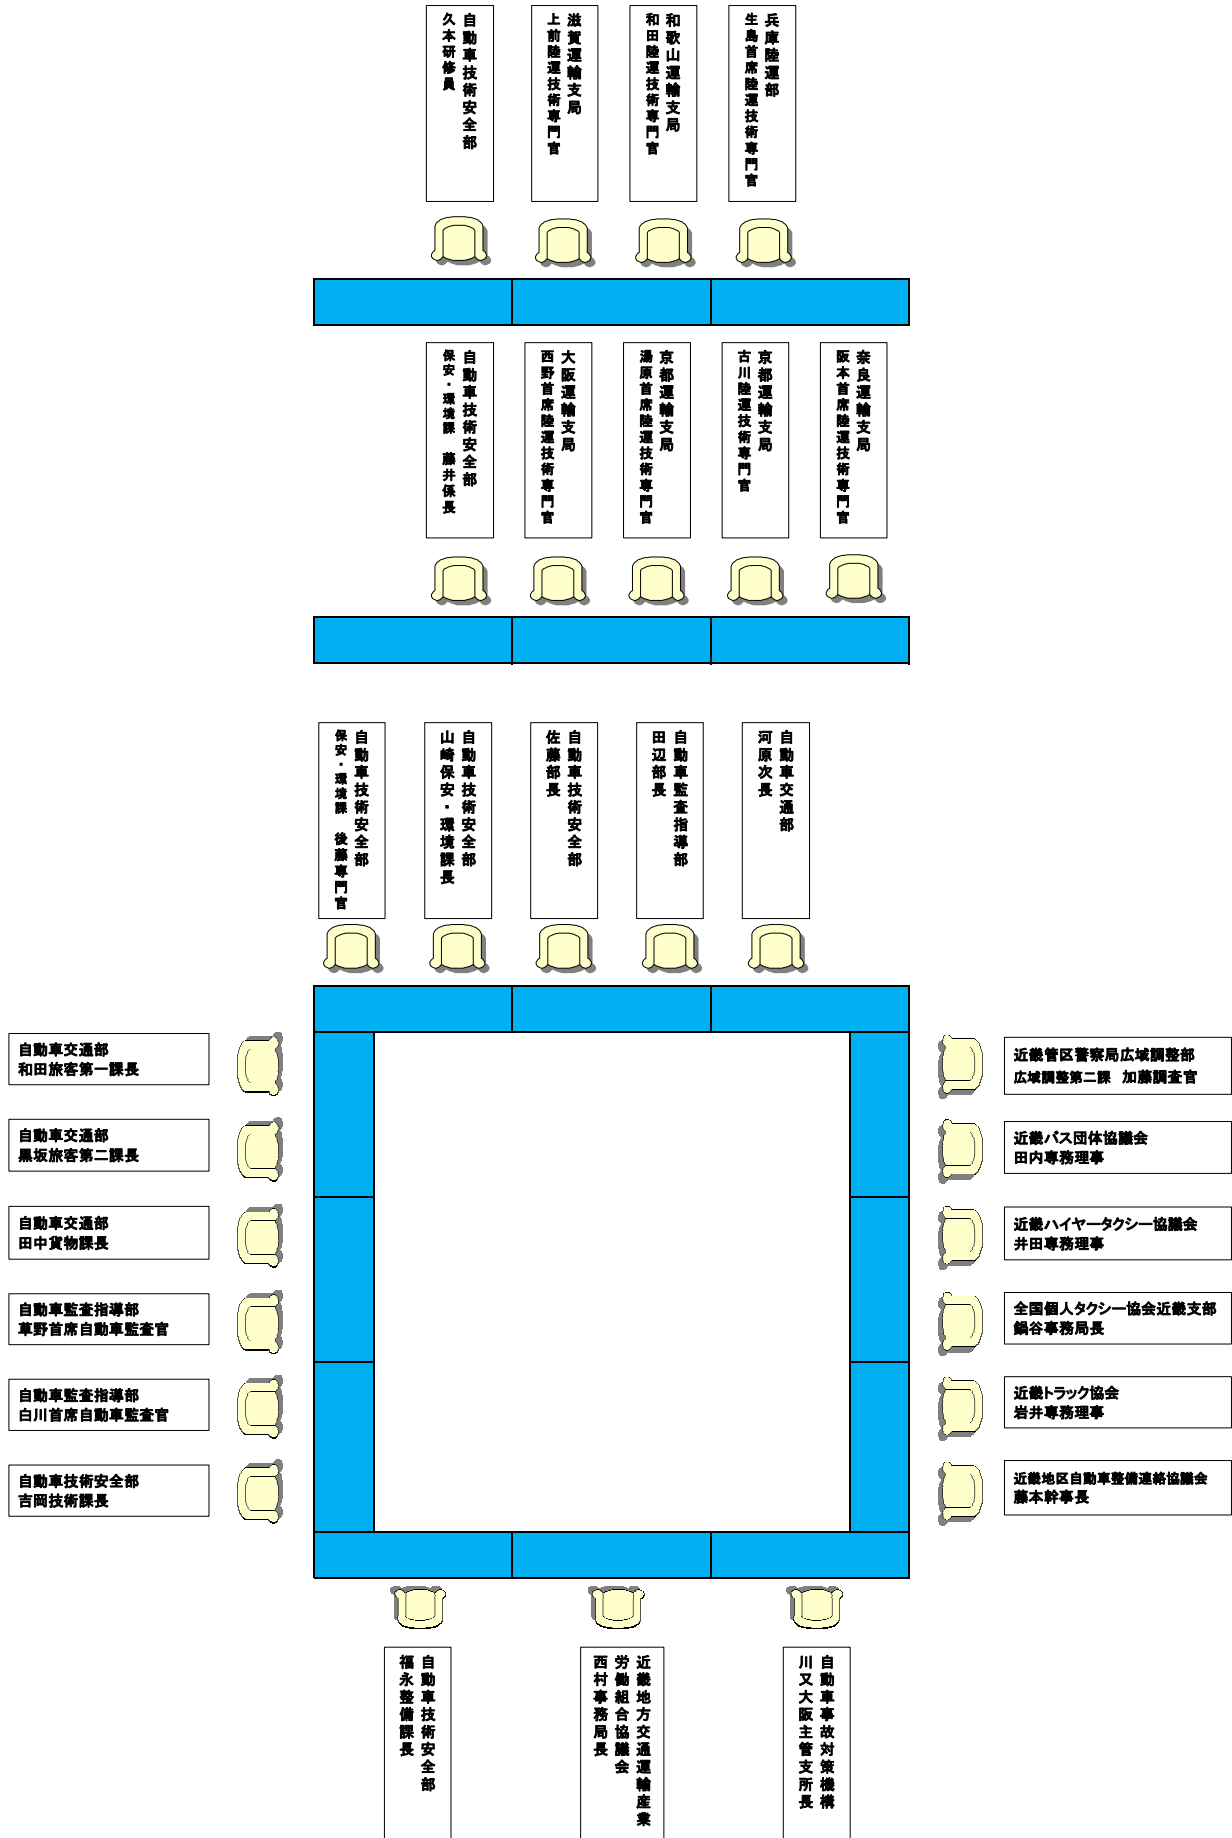 自動車技術安全部
久本研修員
滋賀運輸支局
上前陸運技術専門官
和歌山運輸支局
和田陸運技術専門官
兵庫陸運部
生島首席陸運技術専門官
自動車技術安全部
保安・環境課　藤井係長
大阪運輸支局
西野首席陸運技術専門官
京都運輸支局
湯原首席陸運技術専門官
京都運輸支局
古川陸運技術専門官
奈良運輸支局
阪本首席陸運技術専門官
自動車技術安全部
保安・環境課　後藤専門官
自動車技術安全部
山崎保安・環境課長
自動車技術安全部
佐藤部長
自動車監査指導部
田辺部長
自動車交通部
河原次長
自動車交通部
和田旅客第一課長
自動車交通部
黒坂旅客第二課長
自動車交通部
田中貨物課長
自動車監査指導部
草野首席自動車監査官
自動車監査指導部
白川首席自動車監査官
自動車技術安全部
吉岡技術課長
近畿管区警察局広域調整部
広域調整第二課　加藤調査官
近畿バス団体協議会
田内専務理事
近畿ハイヤータクシー協議会
井田専務理事
全国個人タクシー協会近畿支部
鍋谷事務局長
近畿トラック協会
岩井専務理事
近畿地区自動車整備連絡協議会
藤本幹事長
自動車技術安全部
福永整備課長
近畿地方交通運輸産業
労働組合協議会
西村事務局長
自動車事故対策機構
川又大阪主管支所長